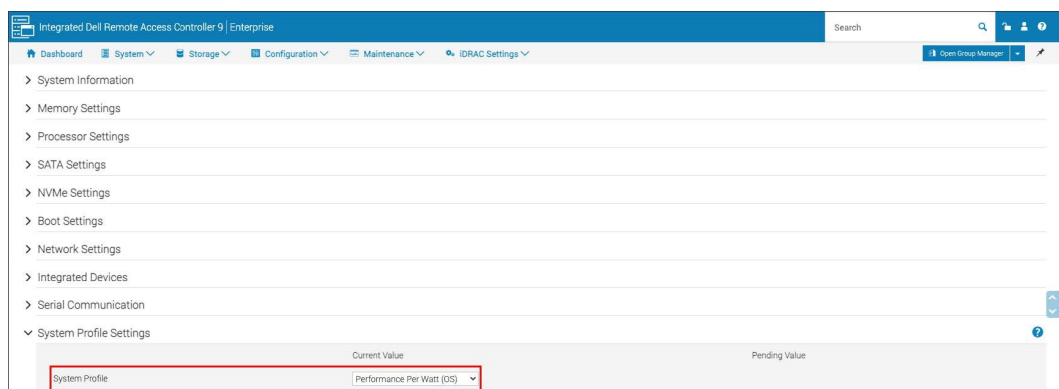 Integrated Dell Remote Access Controller 9 | Enterprise
Search
Dashboard System Storage Configuration Maintenance iDRAC Settings Open Group Manager
System Information
Memory Settings
Processor Settings
SATA Settings
NVMe Settings
Boot Settings
Network Settings
Integrated Devices
Serial Communication
System Profile Settings
Current Value Pending Value
System Profile Performance Per Watt (OS)